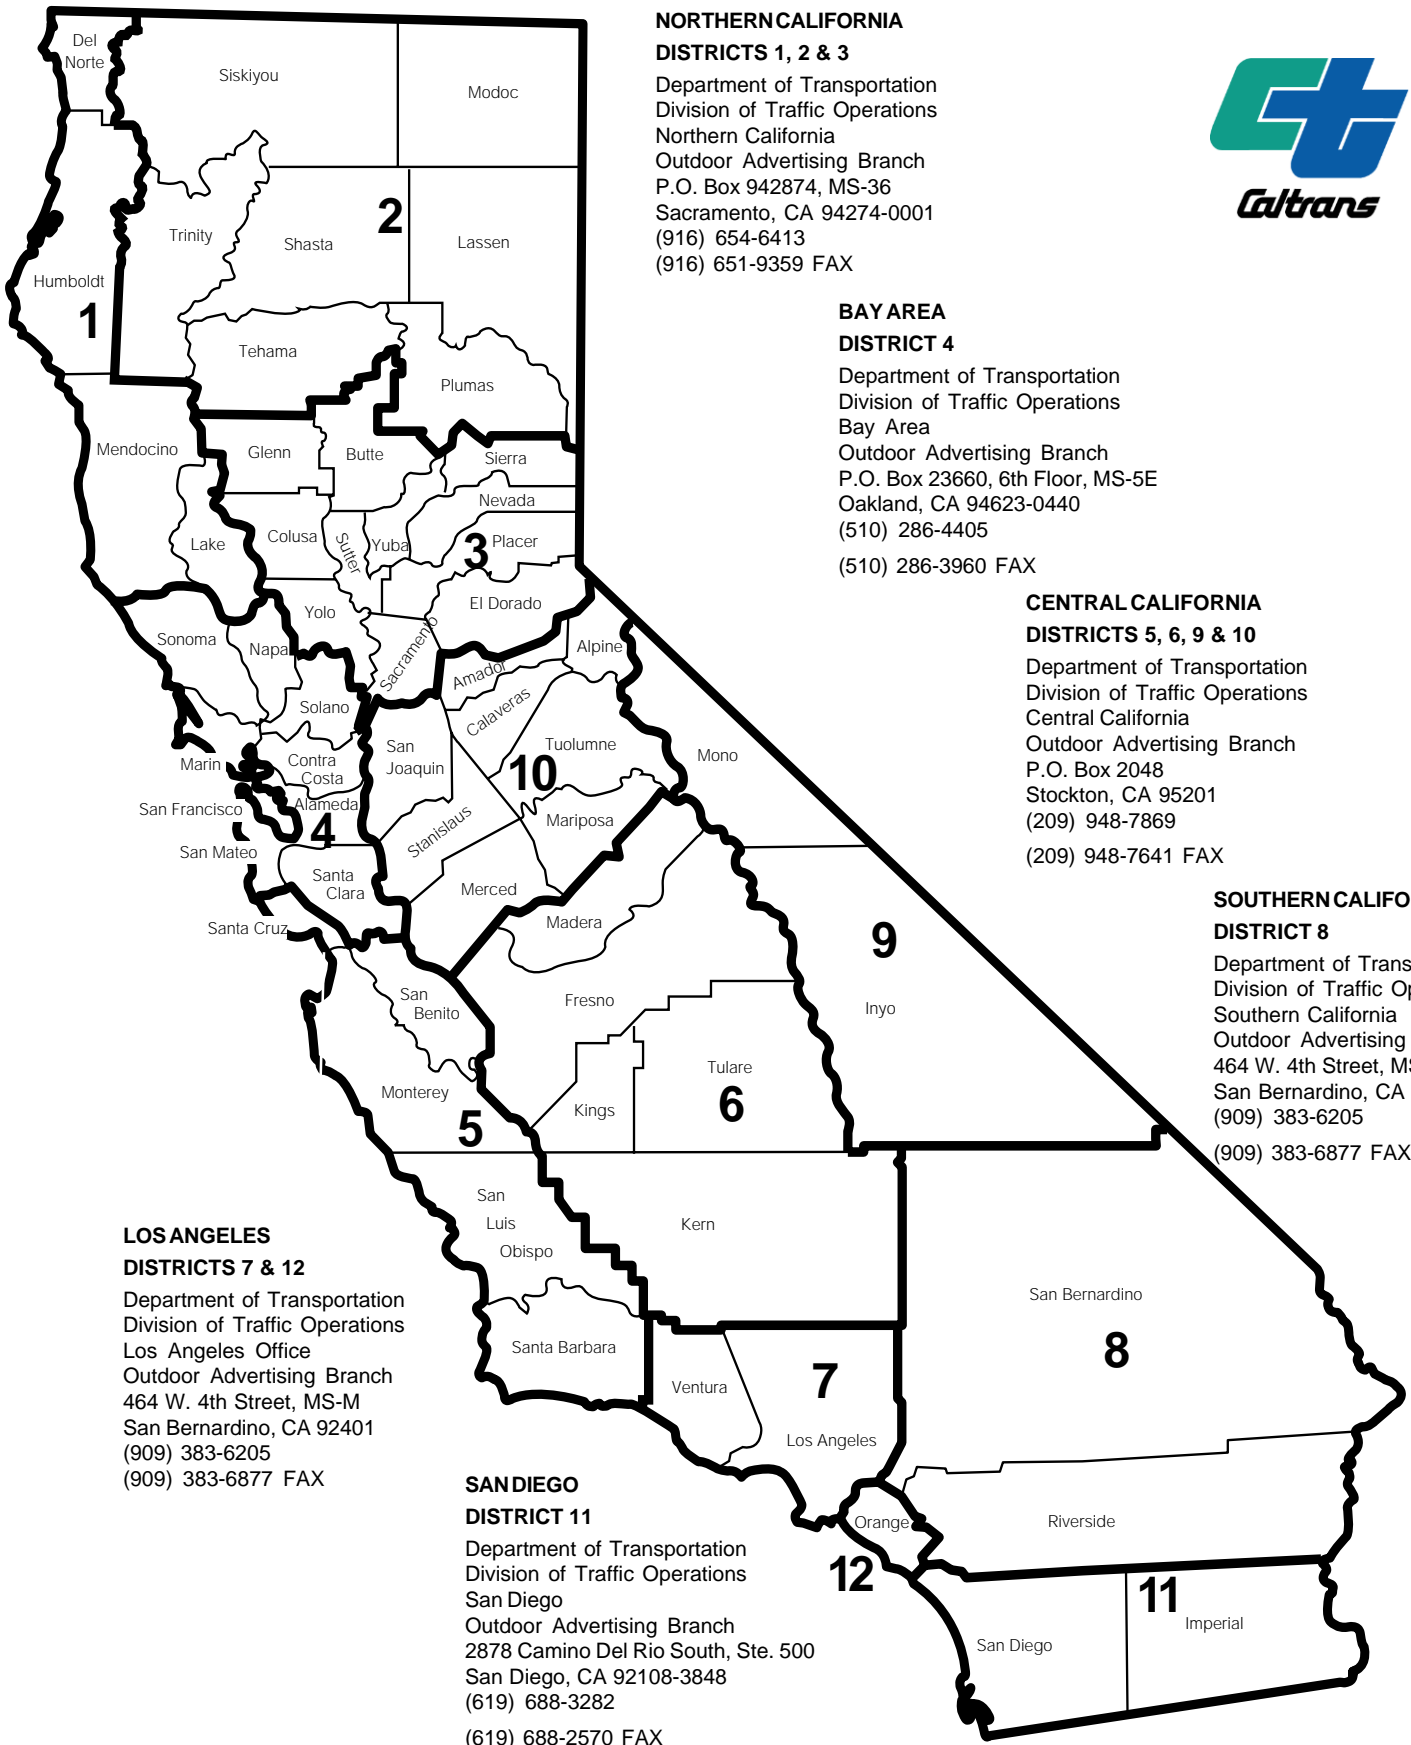 NORTHERN CALIFORNIA
DISTRICTS 1, 2 & 3
Department of Transportation
Division of Traffic Operations
Northern California
Outdoor Advertising Branch
P.O. Box 942874, MS-36
Sacramento, CA 94274-0001
(916) 654-6413
(916) 651-9359 FAX
Caltrans
BAY AREA
DISTRICT 4
Department of Transportation
Division of Traffic Operations
Bay Area
Outdoor Advertising Branch
P.O. Box 23660, 6th Floor, MS-5E
Oakland, CA 94623-0440
(510) 286-4405
(510) 286-3960 FAX
CENTRAL CALIFORNIA
DISTRICTS 5, 6, 9 & 10
Department of Transportation
Division of Traffic Operations
Central California
Outdoor Advertising Branch
P.O. Box 2048
Stockton, CA 95201
(209) 948-7869
(209) 948-7641 FAX
SOUTHERN CALIFO
DISTRICT 8
Department of Trans
Division of Traffic Op
Southern California
Outdoor Advertising
464 W. 4th Street, MS
San Bernardino, CA
(909) 383-6205
(909) 383-6877 FAX
LOS ANGELES
DISTRICTS 7 & 12
Department of Transportation
Division of Traffic Operations
Los Angeles Office
Outdoor Advertising Branch
464 W. 4th Street, MS-M
San Bernardino, CA 92401
(909) 383-6205
(909) 383-6877 FAX
SAN DIEGO
DISTRICT 11
Department of Transportation
Division of Traffic Operations
San Diego
Outdoor Advertising Branch
2878 Camino Del Rio South, Ste. 500
San Diego, CA 92108-3848
(619) 688-3282
(619) 688-2570 FAX
Del
Norte
Siskiyou
Modoc
2
Trinity
Shasta
Lassen
Humboldt
1
Tehama
Plumas
Mendocino
Glenn
Butte
Sierra
Nevada
Lake
Colusa
Sutter
Yuba
3
Placer
El Dorado
Yolo
Sonoma
Napa
Sacramento
Alpine
Amador
Solano
Calaveras
Marin
Contra
Costa
San
Joaquin
Tuolumne
10
Mono
San Francisco
Alameda
4
Stanislaus
Mariposa
San Mateo
Santa
Clara
Merced
Santa Cruz
Madera
9
San
Benito
Fresno
Inyo
Monterey
5
Kings
Tulare
6
San
Luis
Obispo
Kern
San Bernardino
8
Santa Barbara
Ventura
7
Los Angeles
Orange
12
Riverside
San Diego
11
Imperial